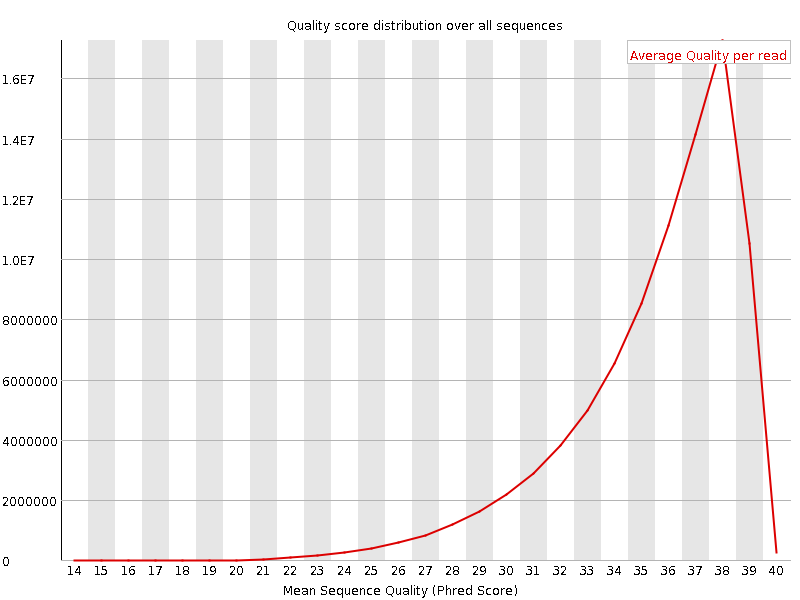 Quality score distribution over all sequences
Average Quality per read
1.6E7
1.4E7
1.2E7
1.0E7
8000000
6000000
4000000
2000000
0
14 15 16 17 18 19 20 21 22 23 24 25 26 27 28 29 30 31 32 33 34 35 36 37 38 39 40
Mean Sequence Quality (Phred Score)